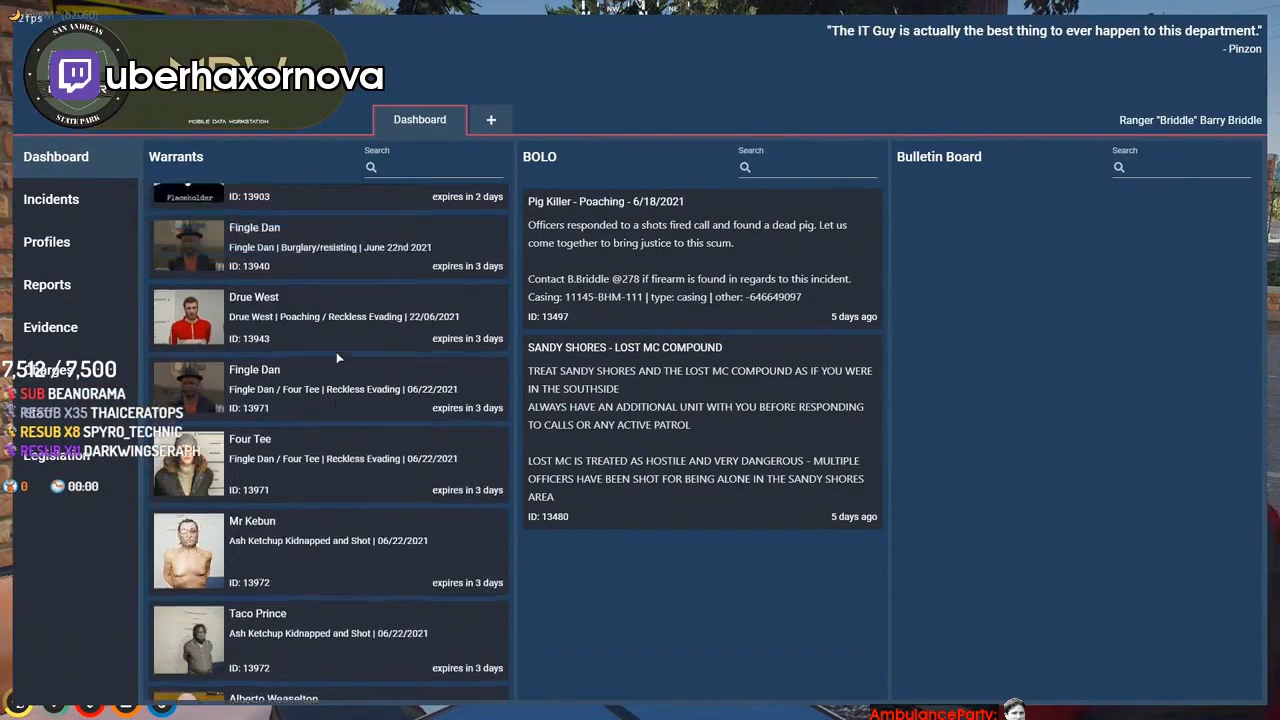 2fps
"The IT Guy is actually the best thing to ever happen to this department."
- Pinzon
SAN ANDREAS
STATE PARK
MOBILE DATA WORKSTATION
uberhaxornova
Dashboard
+
Ranger "Briddle" Barry Briddle
Dashboard
Incidents
Profiles
Reports
Evidence
Charges
Legislation
7,512 / 7,500
SUB BEANORAMA
RESUB X35 THAICERATOPS
RESUB X8 SPYRO_TECHNIC
RESUB X11 DARKWINGSERAPH
0
00:00
Warrants
Search
Placeholder
ID: 13903
expires in 2 days
Fingle Dan
Fingle Dan | Burglary/resisting | June 22nd 2021
ID: 13940
expires in 3 days
Drue West
Drue West | Poaching / Reckless Evading | 22/06/2021
ID: 13943
expires in 3 days
Fingle Dan
Fingle Dan / Four Tee | Reckless Evading | 06/22/2021
ID: 13971
expires in 3 days
Four Tee
Fingle Dan / Four Tee | Reckless Evading | 06/22/2021
ID: 13971
expires in 3 days
Mr Kebun
Ash Ketchup Kidnapped and Shot | 06/22/2021
ID: 13972
expires in 3 days
Taco Prince
Ash Ketchup Kidnapped and Shot | 06/22/2021
ID: 13972
expires in 3 days
Alberto Weaselton
BOLO
Search
Pig Killer - Poaching - 6/18/2021
Officers responded to a shots fired call and found a dead pig. Let us
come together to bring justice to this scum.
Contact B.Briddle @278 if firearm is found in regards to this incident.
Casing: 11145-BHM-111 | type: casing | other: -646649097
ID: 13497
5 days ago
SANDY SHORES - LOST MC COMPOUND
TREAT SANDY SHORES AND THE LOST MC COMPOUND AS IF YOU WERE
IN THE SOUTHSIDE
ALWAYS HAVE AN ADDITIONAL UNIT WITH YOU BEFORE RESPONDING
TO CALLS OR ANY ACTIVE PATROL
LOST MC IS TREATED AS HOSTILE AND VERY DANGEROUS - MULTIPLE
OFFICERS HAVE BEEN SHOT FOR BEING ALONE IN THE SANDY SHORES
AREA
ID: 13480
5 days ago
Bulletin Board
Search
AmbulanceParty: